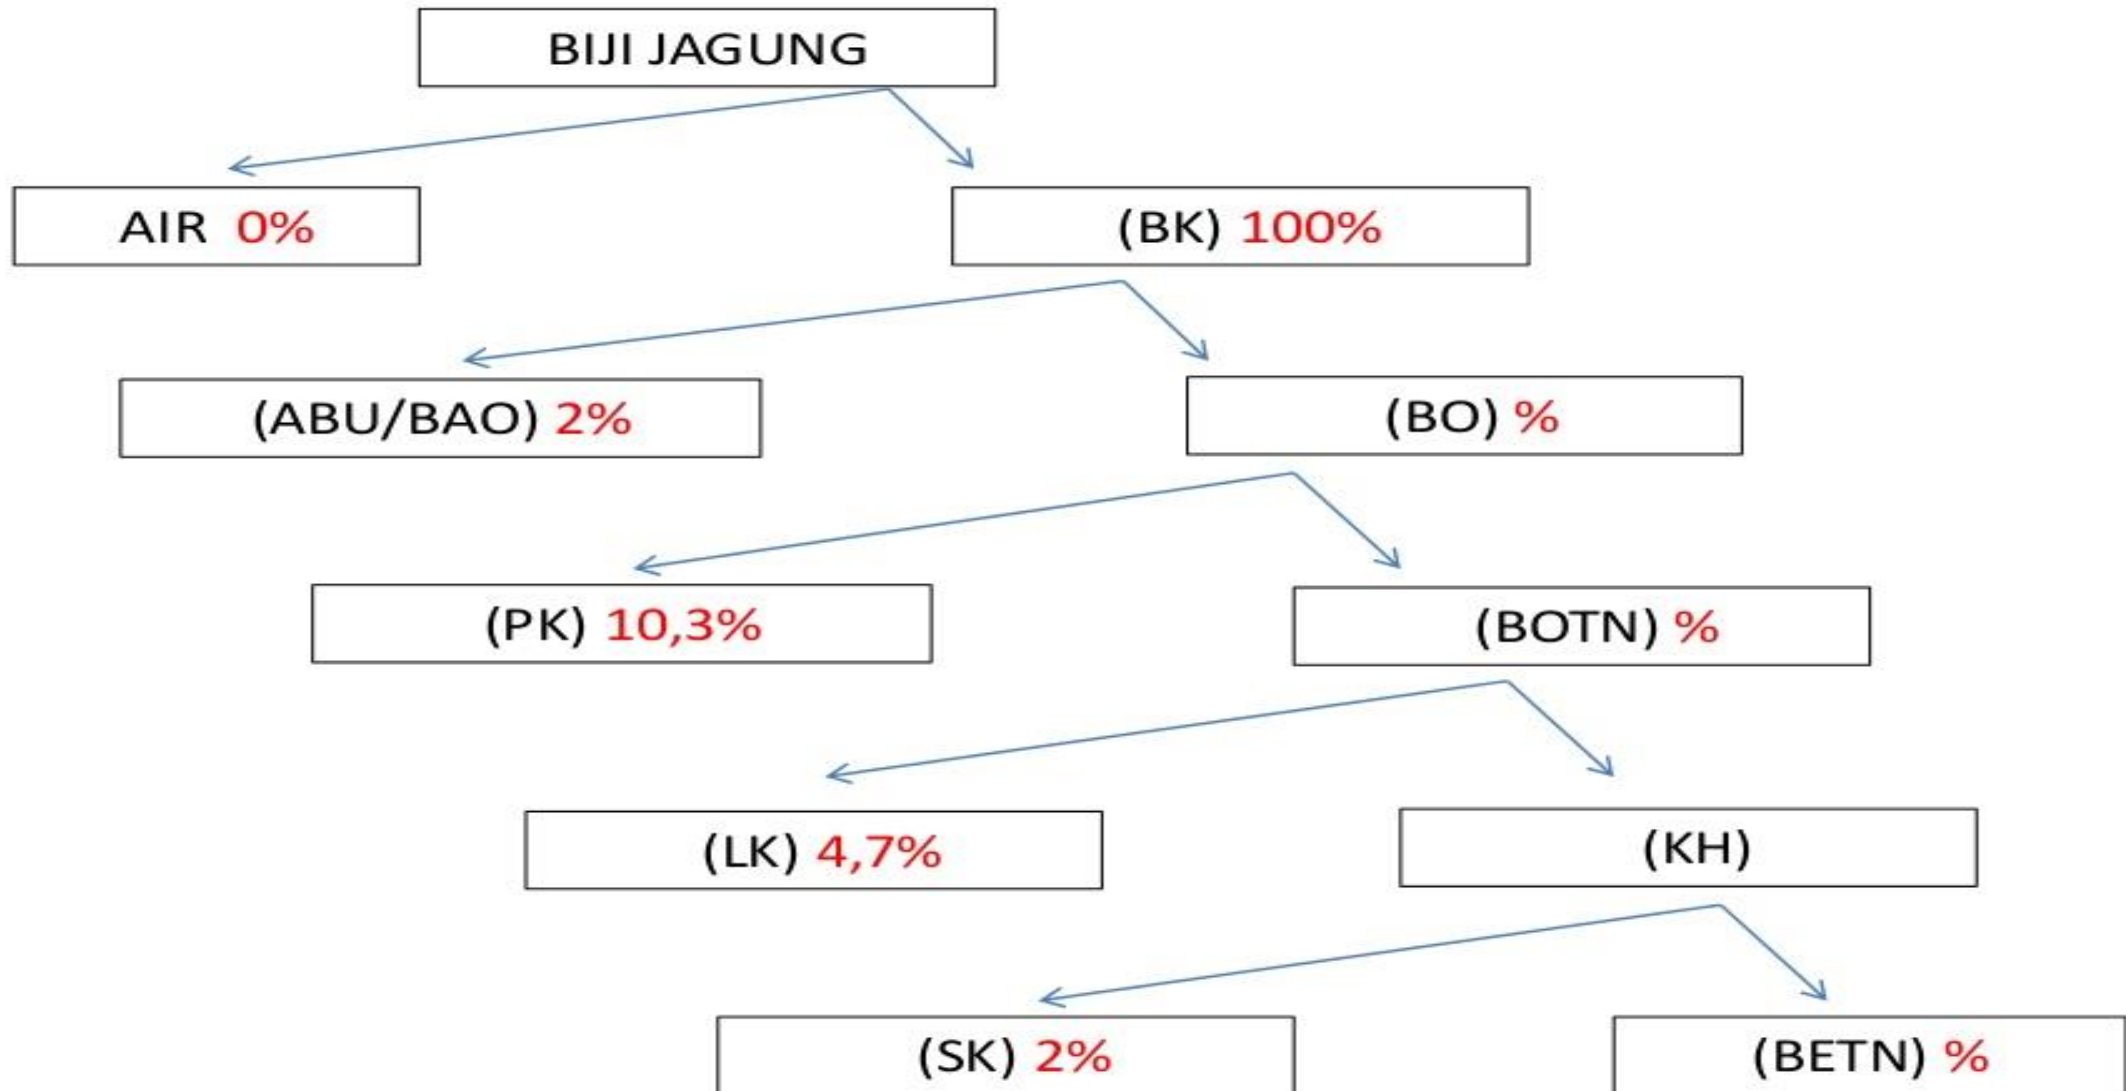 BIJI JAGUNG
AIR 0%
(BK) 100%
(ABU/BAO) 2%
(BO) %
(PK) 10,3%
(BOTN) %
(LK) 4,7%
(KH)
(SK) 2%
(BETN) %